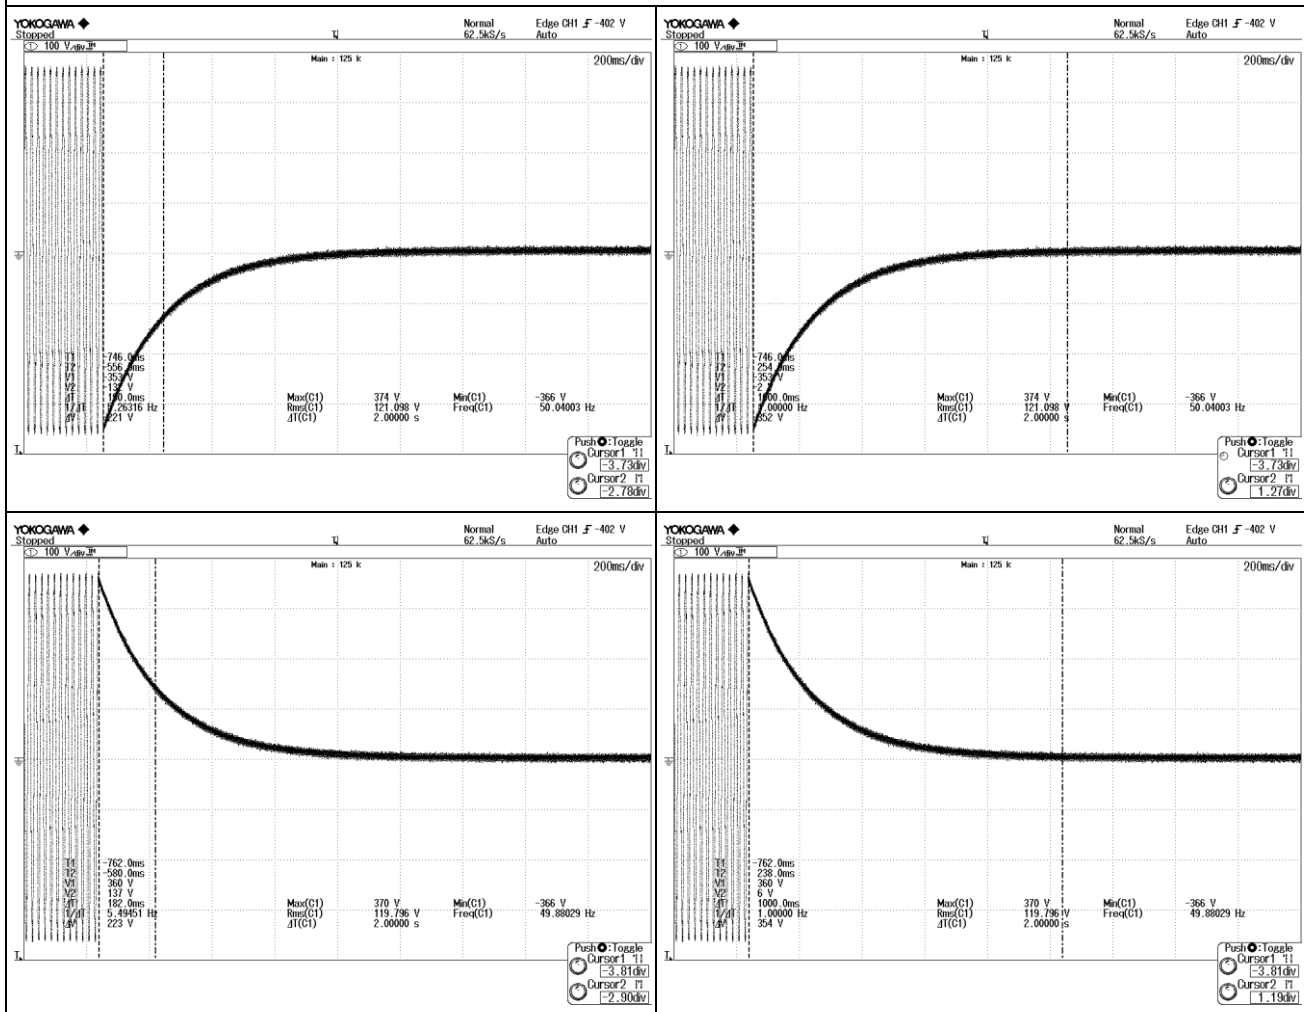 YOKOGAWA
Normal Edge CH1 -402 V
Stopped 62.5kS/s Auto
100 V/div
Main : 125 k 200ms/div
T1 -746.0ms
T2
V1
V2
ΔT
1/ΔT Hz
ΔV
Max(C1) 374 V Min(C1) -366 V
Rms(C1) 121.098 V Freq(C1) 50.04003 Hz
ΔT(C1) 2.00000 s
Push :Toggle
Cursor1
-3.73div
Cursor2
-2.78div
YOKOGAWA
Normal Edge CH1 -402 V
Stopped 62.5kS/s Auto
100 V/div
Main : 125 k 200ms/div
T1 -746.0ms
T2
V1
V2
ΔT
1/ΔT Hz
ΔV
Max(C1) 374 V Min(C1) -366 V
Rms(C1) 121.098 V Freq(C1) 50.04003 Hz
ΔT(C1) 2.00000 s
Push :Toggle
Cursor1
-3.73div
Cursor2
1.27div
YOKOGAWA
Normal Edge CH1 -402 V
Stopped 62.5kS/s Auto
100 V/div
Main : 125 k 200ms/div
T1 -762.0ms
T2 -580.0ms
V1 360 V
V2 137 V
ΔT 182.0ms
1/ΔT 5.49451 Hz
ΔV 223 V
Max(C1) 370 V Min(C1) -366 V
Rms(C1) 119.796 V Freq(C1) 49.88029 Hz
ΔT(C1) 2.00000 s
Push :Toggle
Cursor1
-3.81div
Cursor2
-2.90div
YOKOGAWA
Normal Edge CH1 -402 V
Stopped 62.5kS/s Auto
100 V/div
Main : 125 k 200ms/div
T1 -762.0ms
T2 238.0ms
V1 360 V
V2 6 V
ΔT 1000.0ms
1/ΔT 1.00000 Hz
ΔV 354 V
Max(C1) 370 V Min(C1) -366 V
Rms(C1) 119.796 V Freq(C1) 49.88029 Hz
ΔT(C1) 2.00000 s
Push :Toggle
Cursor1
-3.81div
Cursor2
1.19div